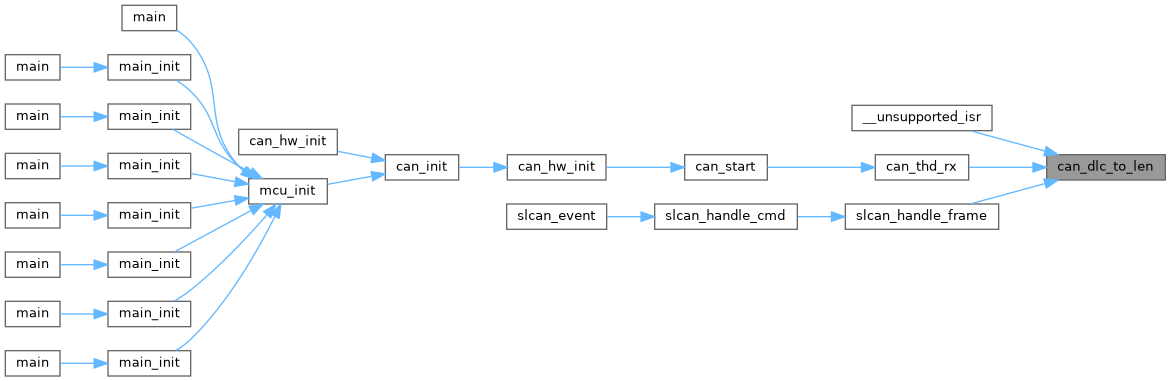 main
main
main_init
__unsupported_isr
main
main_init
can_hw_init
main
main_init
can_init
can_hw_init
can_start
can_thd_rx
can_dlc_to_len
mcu_init
main
main_init
slcan_event
slcan_handle_cmd
slcan_handle_frame
main
main_init
main
main_init
main
main_init